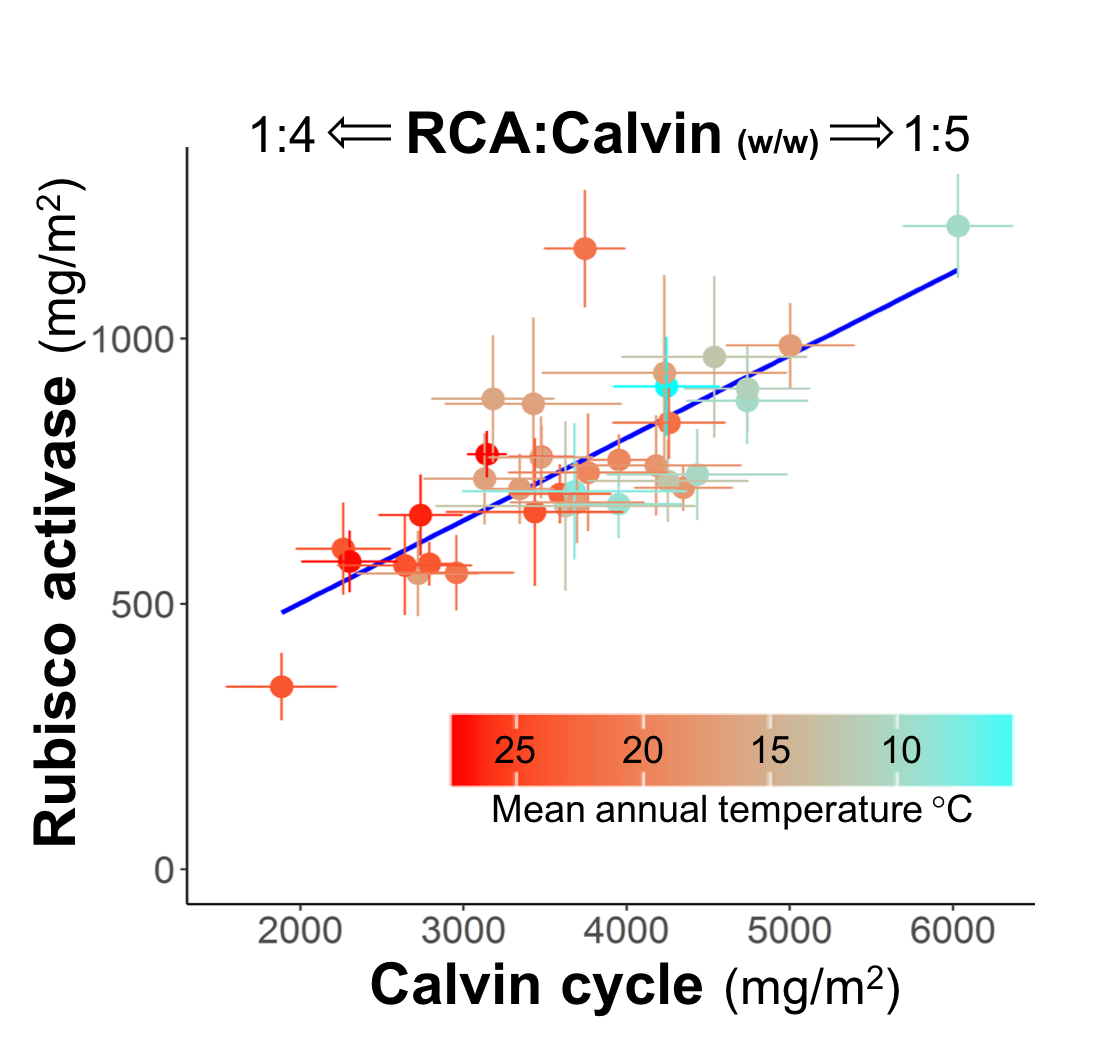 1:4 ⇐ RCA:Calvin (w/w) ⇒ 1:5
Rubisco activase (mg/m²)
1000
500
0
25 20 15 10
Mean annual temperature °C
2000 3000 4000 5000 6000
Calvin cycle (mg/m²)